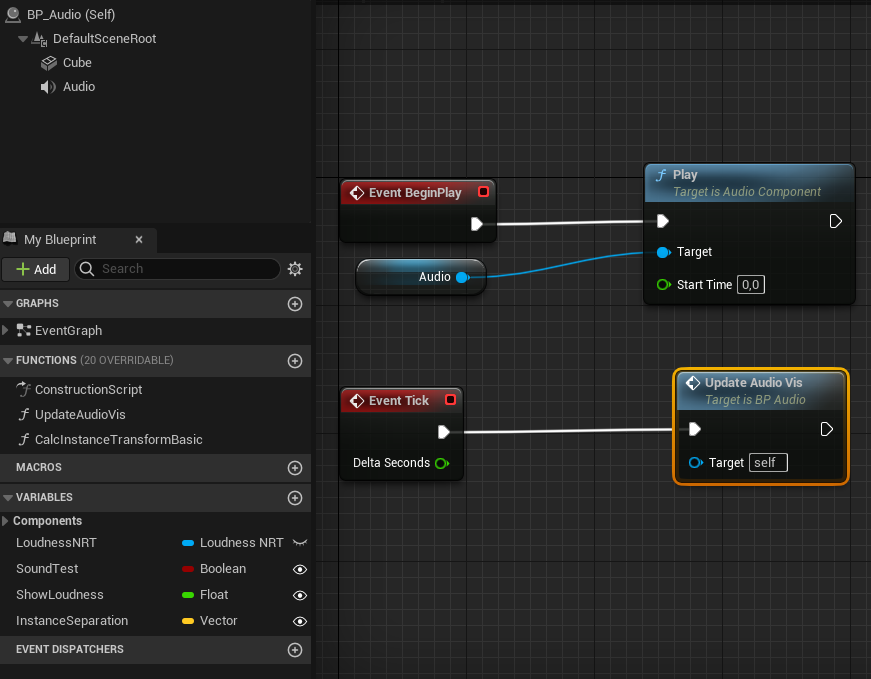 BP_Audio (Self)
DefaultSceneRoot
Cube
Audio
My Blueprint
Add
Search
GRAPHS
EventGraph
FUNCTIONS (20 OVERRIDABLE)
ConstructionScript
UpdateAudioVis
CalcInstanceTransformBasic
MACROS
VARIABLES
Components
LoudnessNRT Loudness NRT
SoundTest Boolean
ShowLoudness Float
InstanceSeparation Vector
EVENT DISPATCHERS
Event BeginPlay
Audio
Play
Target is Audio Component
Target
Start Time 0,0
Event Tick
Delta Seconds
Update Audio Vis
Target is BP Audio
Target self